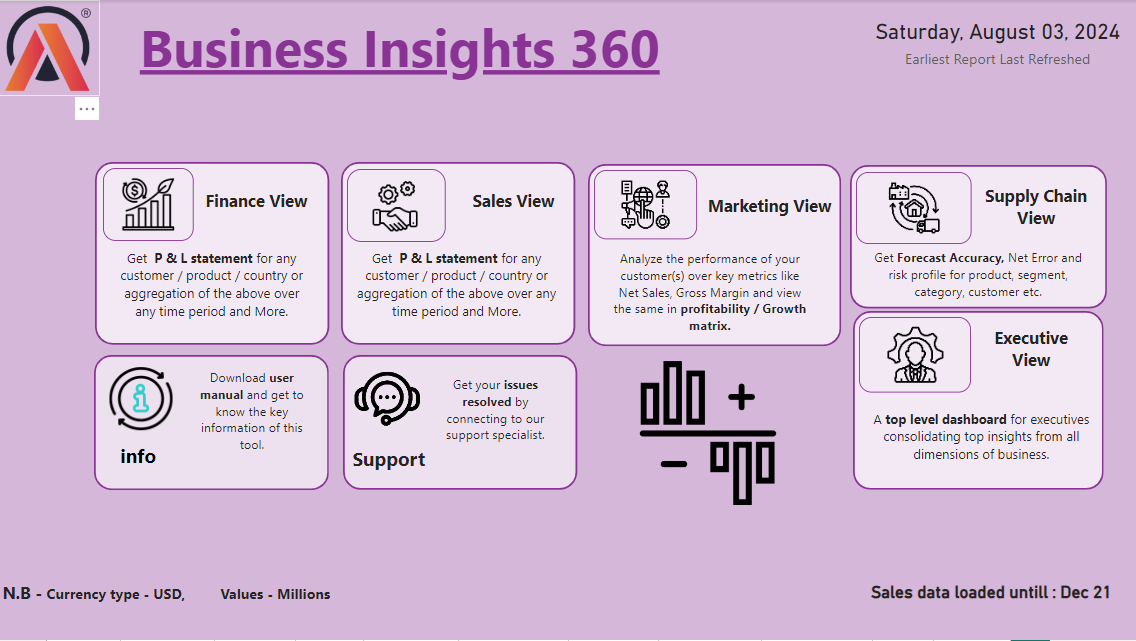 ®
Business Insights 360
Saturday, August 03, 2024
Earliest Report Last Refreshed
...
Finance View
Get P & L statement for any
customer / product / country or
aggregation of the above over
any time period and More.
Sales View
Get P & L statement for any
customer / product / country or
aggregation of the above over any
time period and More.
Marketing View
Analyze the performance of your
customer(s) over key metrics like
Net Sales, Gross Margin and view
the same in profitability / Growth
matrix.
Supply Chain
View
Get Forecast Accuracy, Net Error and
risk profile for product, segment,
category, customer etc.
info
Download user
manual and get to
know the key
information of this
tool.
Support
Get your issues
resolved by
connecting to our
support specialist.
Executive
View
A top level dashboard for executives
consolidating top insights from all
dimensions of business.
N.B - Currency type - USD, Values - Millions
Sales data loaded untill : Dec 21